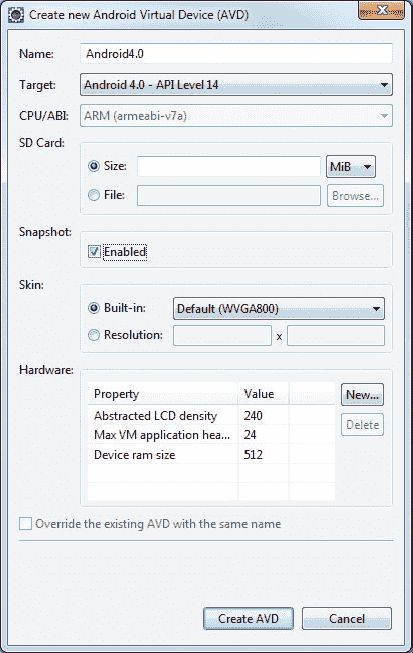 Create new Android Virtual Device (AVD)
Name: Android4.0
Target: Android 4.0 - API Level 14
CPU/ABI: ARM (armeabi-v7a)
SD Card:
Size: MiB
File: Browse...
Snapshot:
Enabled
Skin:
Built-in: Default (WVGA800)
Resolution: x
Hardware:
Property Value New...
Abstracted LCD density 240
Delete
Max VM application hea... 24
Device ram size 512
Override the existing AVD with the same name
Create AVD Cancel